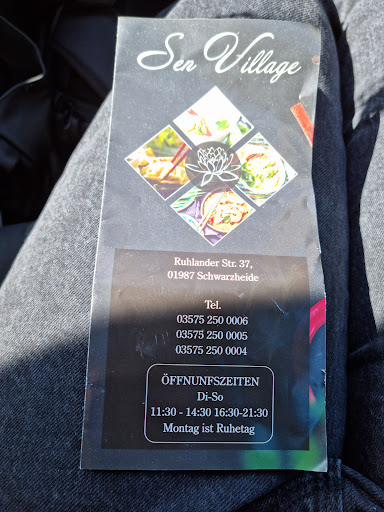 Sen Village
Ruhlander Str. 37,
01987 Schwarzheide
Tel.
03575 250 0006
03575 250 0005
03575 250 0004
ÖFFNUNFSZEITEN
Di-So
11:30 - 14:30 16:30-21:30
Montag ist Ruhetag